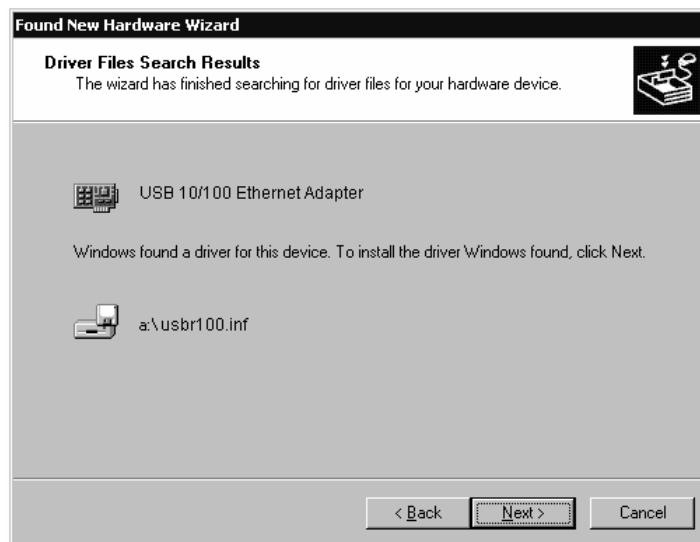 Found New Hardware Wizard
Driver Files Search Results
The wizard has finished searching for driver files for your hardware device.
USB 10/100 Ethernet Adapter
Windows found a driver for this device. To install the driver Windows found, click Next.
a:\usbr100.inf
< Back Next > Cancel